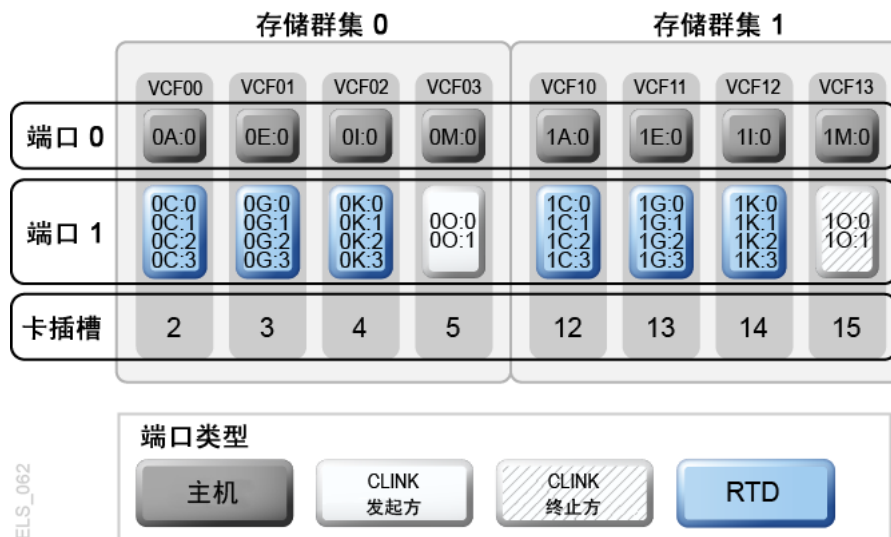 存储群集 0
存储群集 1
VCF00 VCF01 VCF02 VCF03 VCF10 VCF11 VCF12 VCF13
端口 0
0A:0 0E:0 0I:0 0M:0 1A:0 1E:0 1I:0 1M:0
端口 1
0C:0 0G:0 0K:0 0O:0 1C:0 1G:0 1K:0 1O:0
0C:1 0G:1 0K:1 0O:1 1C:1 1G:1 1K:1 1O:1
0C:2 0G:2 0K:2 1C:2 1G:2 1K:2
0C:3 0G:3 0K:3 1C:3 1G:3 1K:3
卡插槽 2 3 4 5 12 13 14 15
端口类型
主机
CLINK
发起方
CLINK
终止方
RTD
ELS_062